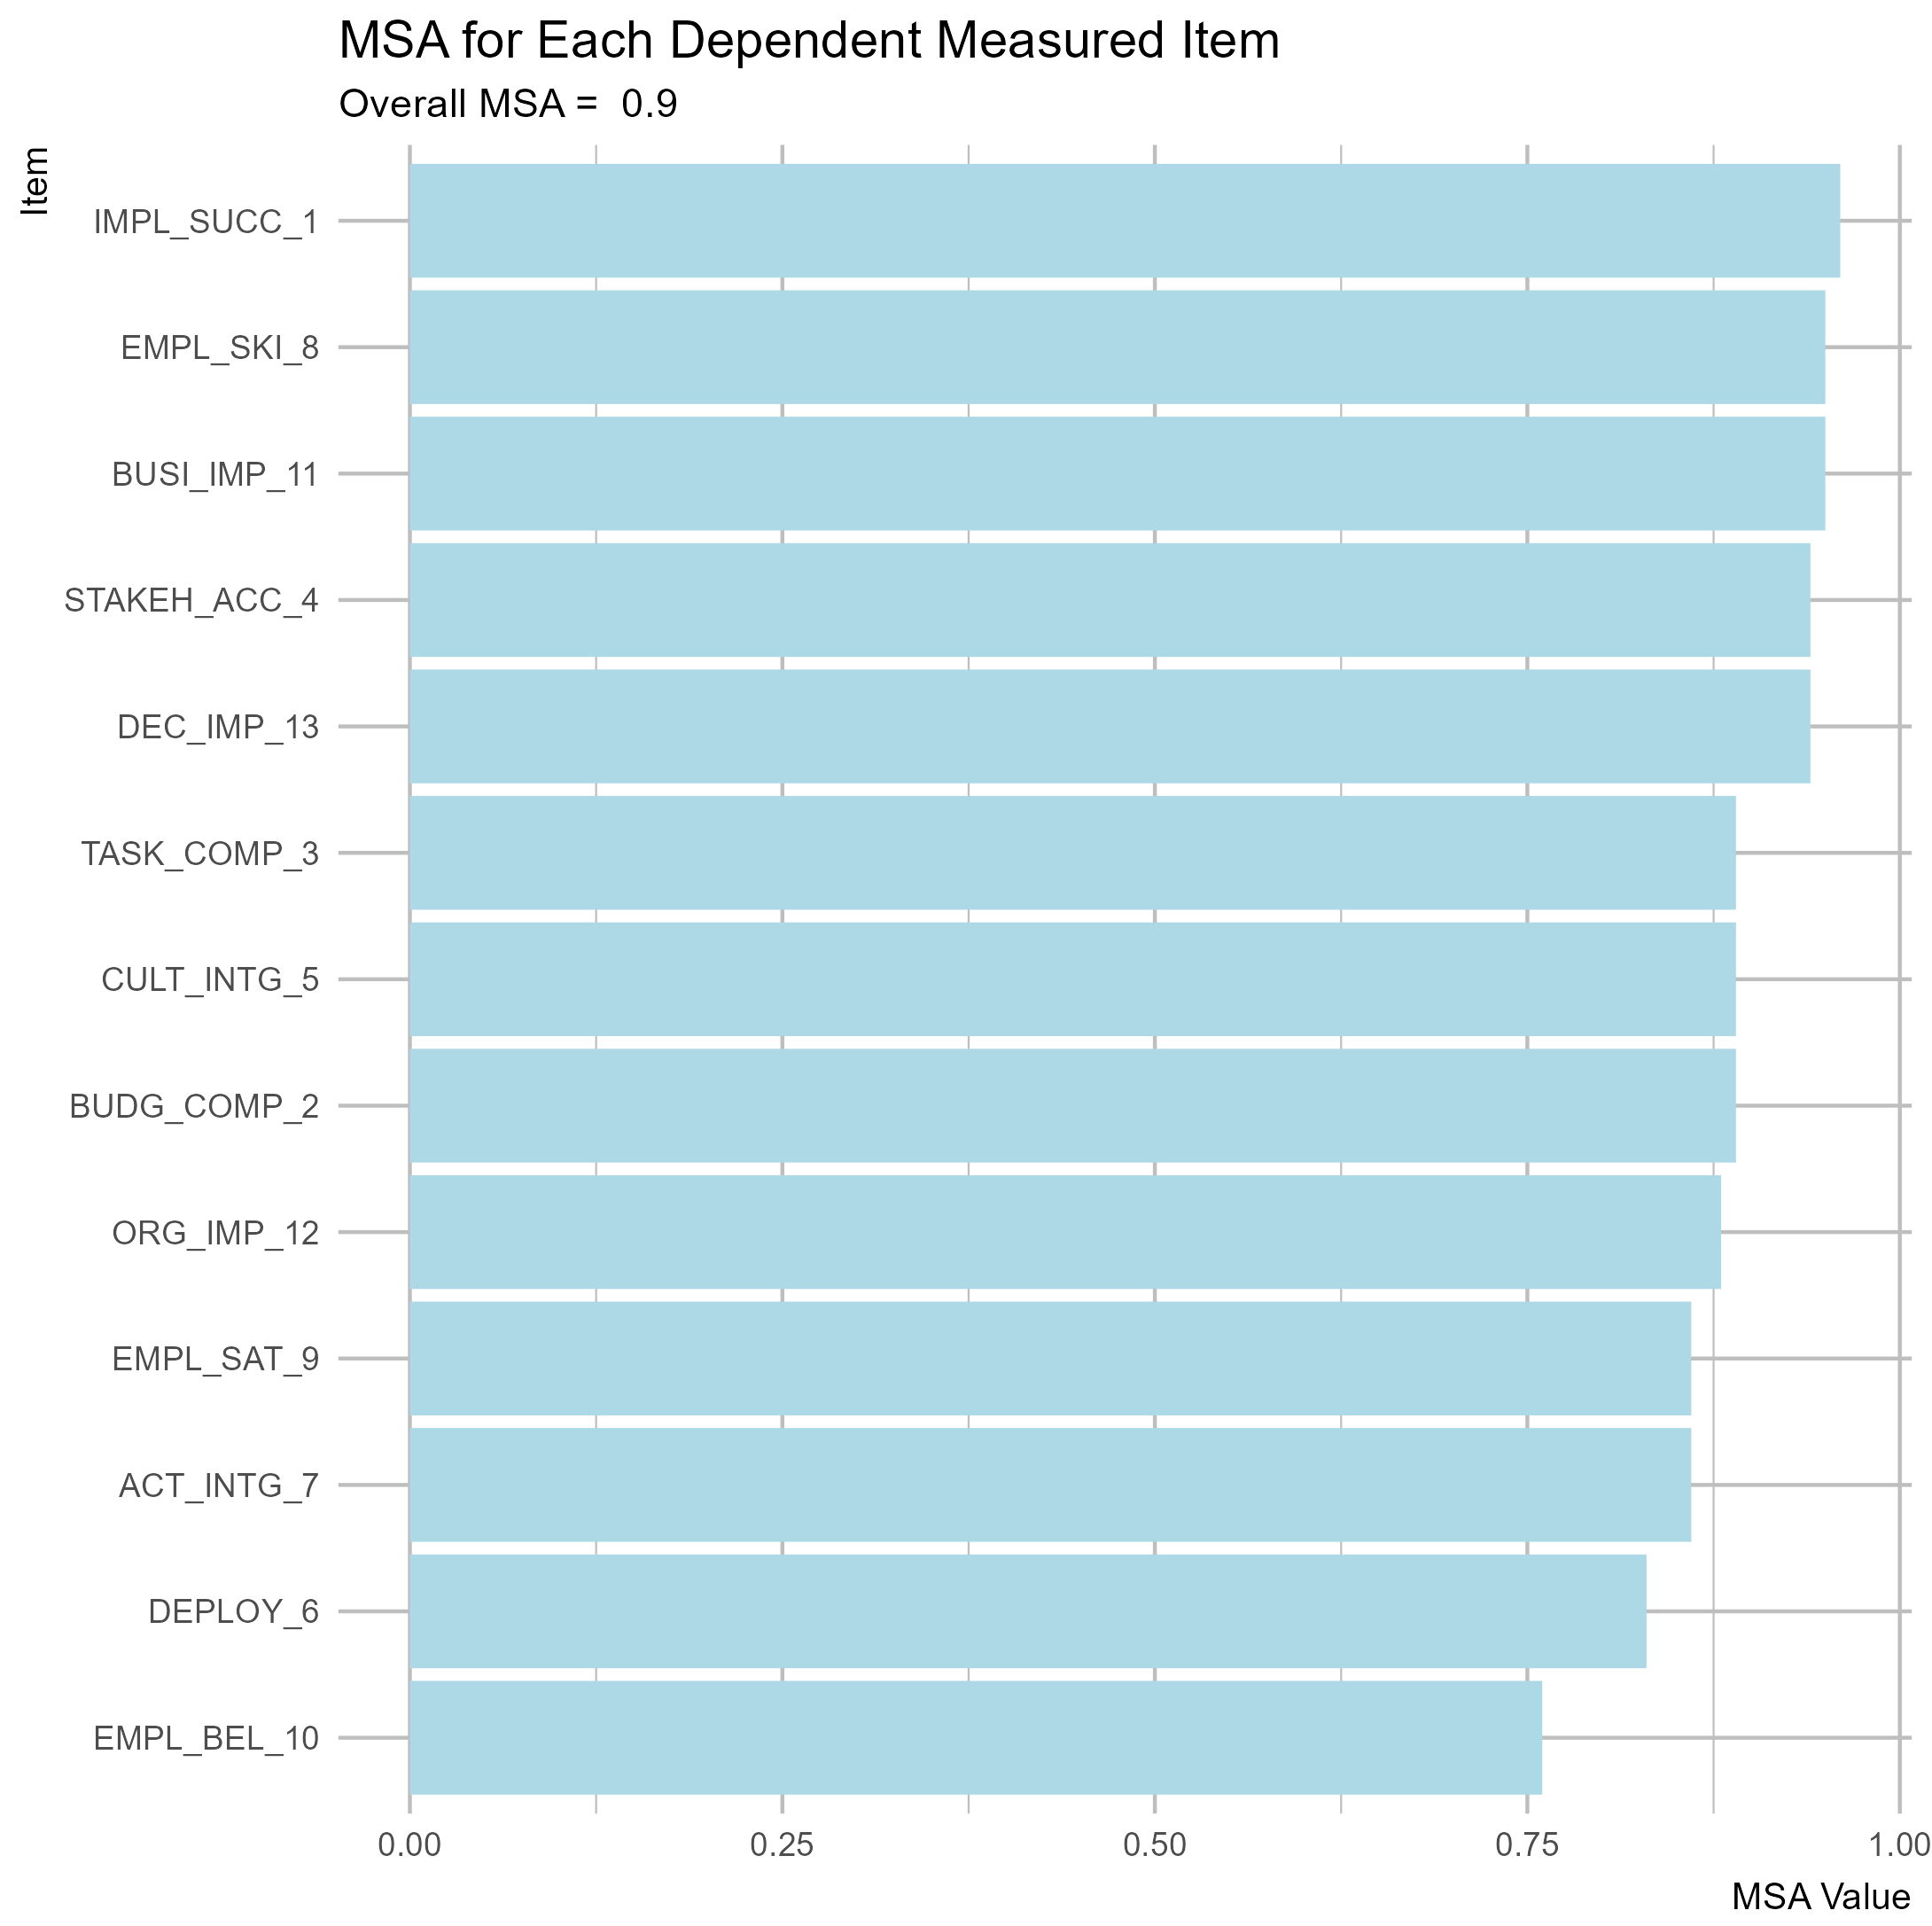 MSA for Each Dependent Measured Item
Overall MSA =  0.9
Item
IMPL_SUCC_1
EMPL_SKI_8
BUSI_IMP_11
STAKEH_ACC_4
DEC_IMP_13
TASK_COMP_3
CULT_INTG_5
BUDG_COMP_2
ORG_IMP_12
EMPL_SAT_9
ACT_INTG_7
DEPLOY_6
EMPL_BEL_10
0.00 0.25 0.50 0.75 1.00
MSA Value